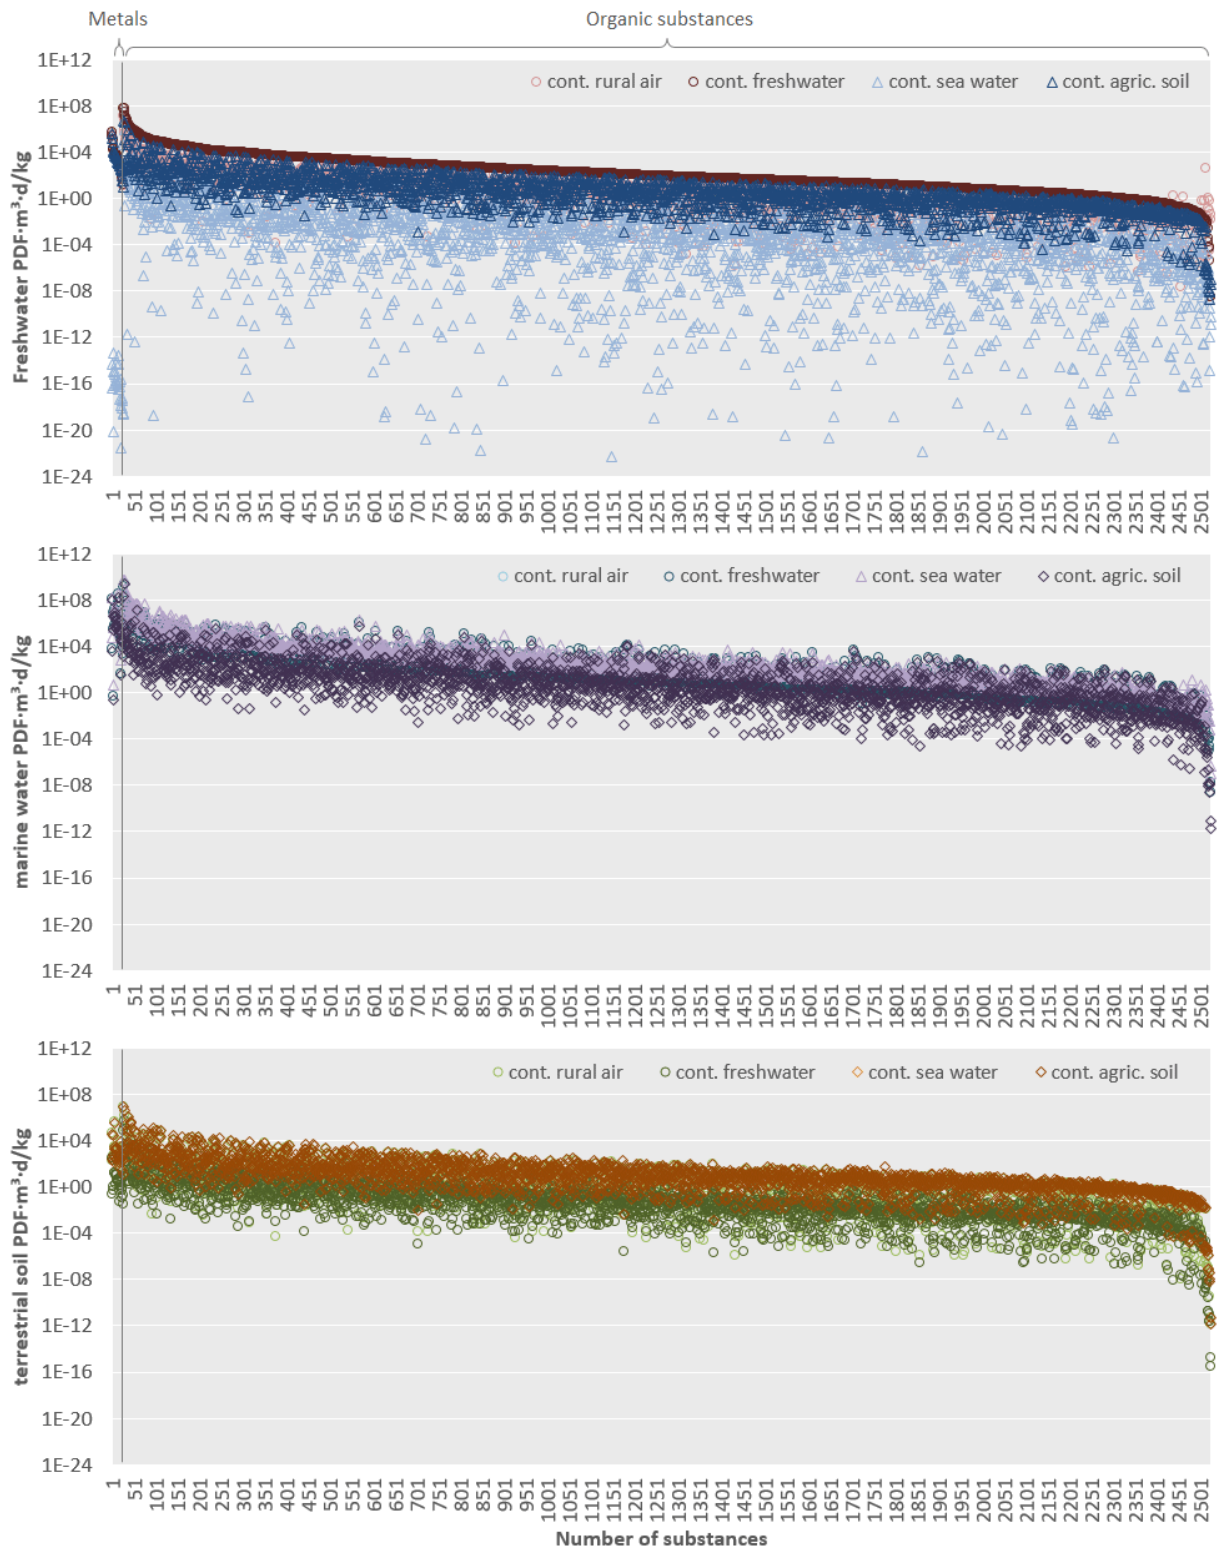 Metals Organic substances
1E+12
cont. rural air cont. freshwater cont. sea water cont. agric. soil
1E+08
1E+04
1E+00
1E-04
1E-08
1E-12
1E-16
1E-20
1E-24
Freshwater PDF·m³·d/kg
1 51 101 151 201 251 301 351 401 451 501 551 601 651 701 751 801 851 901 951 1001 1051 1101 1151 1201 1251 1301 1351 1401 1451 1501 1551 1601 1651 1701 1751 1801 1851 1901 1951 2001 2051 2101 2151 2201 2251 2301 2351 2401 2451 2501
1E+12
cont. rural air cont. freshwater cont. sea water cont. agric. soil
1E+08
1E+04
1E+00
1E-04
1E-08
1E-12
1E-16
1E-20
1E-24
marine water PDF·m³·d/kg
1 51 101 151 201 251 301 351 401 451 501 551 601 651 701 751 801 851 901 951 1001 1051 1101 1151 1201 1251 1301 1351 1401 1451 1501 1551 1601 1651 1701 1751 1801 1851 1901 1951 2001 2051 2101 2151 2201 2251 2301 2351 2401 2451 2501
1E+12
cont. rural air cont. freshwater cont. sea water cont. agric. soil
1E+08
1E+04
1E+00
1E-04
1E-08
1E-12
1E-16
1E-20
1E-24
terrestrial soil PDF·m³·d/kg
1 51 101 151 201 251 301 351 401 451 501 551 601 651 701 751 801 851 901 951 1001 1051 1101 1151 1201 1251 1301 1351 1401 1451 1501 1551 1601 1651 1701 1751 1801 1851 1901 1951 2001 2051 2101 2151 2201 2251 2301 2351 2401 2451 2501
Number of substances